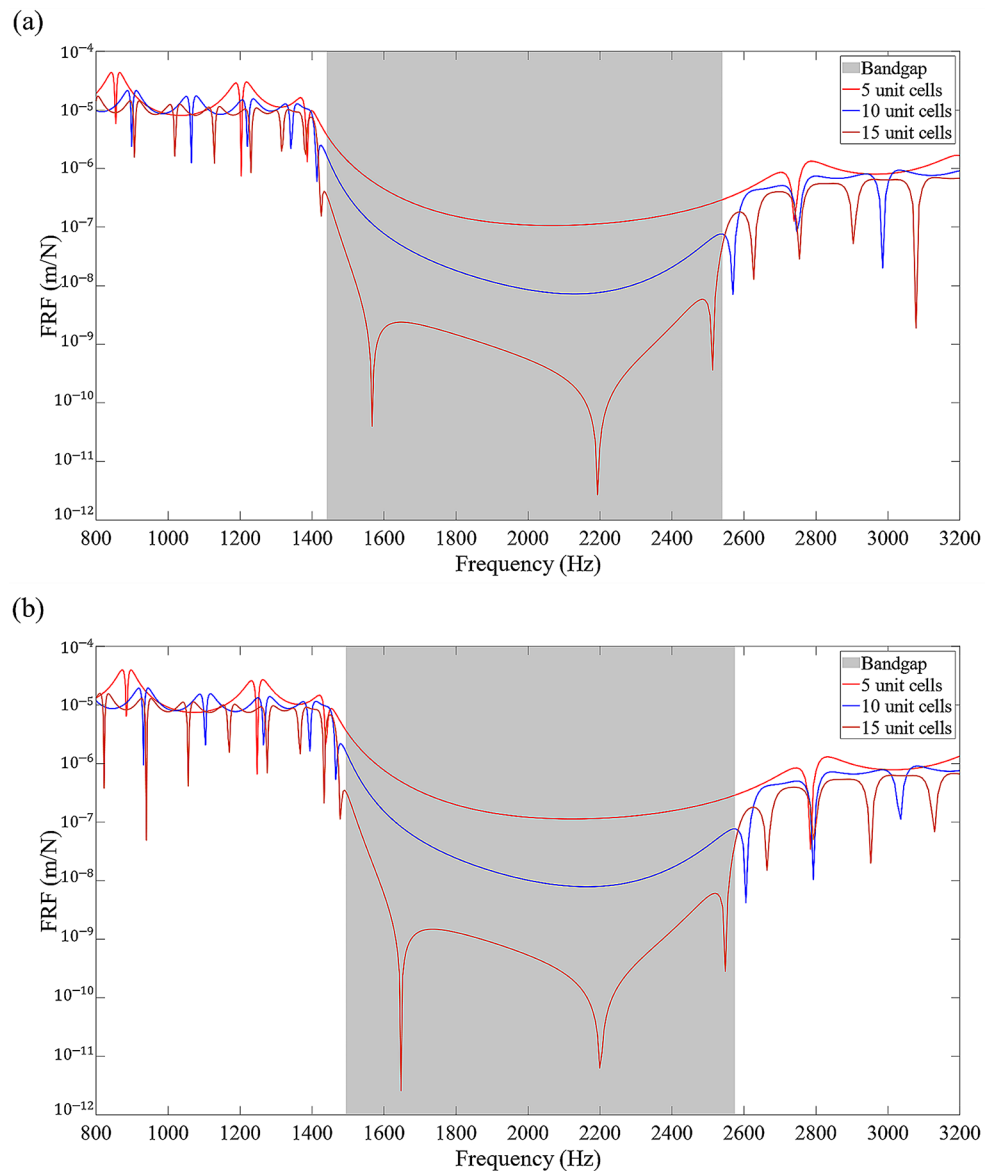 (a)
10⁻⁴
10⁻⁵
10⁻⁶
10⁻⁷
10⁻⁸
10⁻⁹
10⁻¹⁰
10⁻¹¹
10⁻¹²
FRF (m/N)
Bandgap
5 unit cells
10 unit cells
15 unit cells
800 1000 1200 1400 1600 1800 2000 2200 2400 2600 2800 3000 3200
Frequency (Hz)
(b)
10⁻⁴
10⁻⁵
10⁻⁶
10⁻⁷
10⁻⁸
10⁻⁹
10⁻¹⁰
10⁻¹¹
10⁻¹²
FRF (m/N)
Bandgap
5 unit cells
10 unit cells
15 unit cells
800 1000 1200 1400 1600 1800 2000 2200 2400 2600 2800 3000 3200
Frequency (Hz)